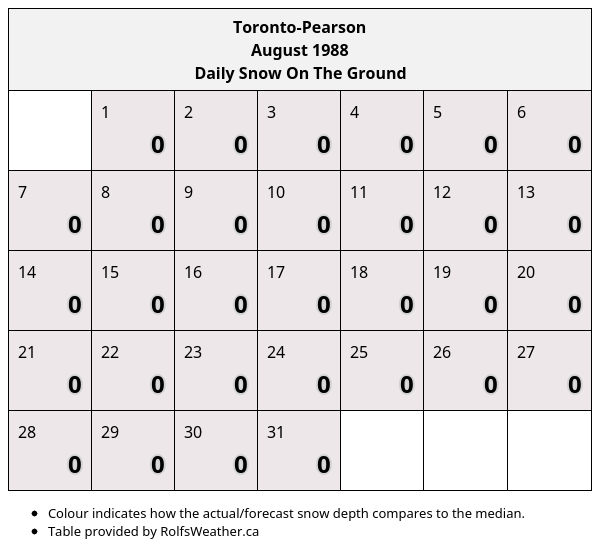 Toronto-Pearson
August 1988
Daily Snow On The Ground
1 2 3 4 5 6
0 0 0 0 0 0
7 8 9 10 11 12 13
0 0 0 0 0 0 0
14 15 16 17 18 19 20
0 0 0 0 0 0 0
21 22 23 24 25 26 27
0 0 0 0 0 0 0
28 29 30 31
0 0 0 0
• Colour indicates how the actual/forecast snow depth compares to the median.
• Table provided by RolfsWeather.ca